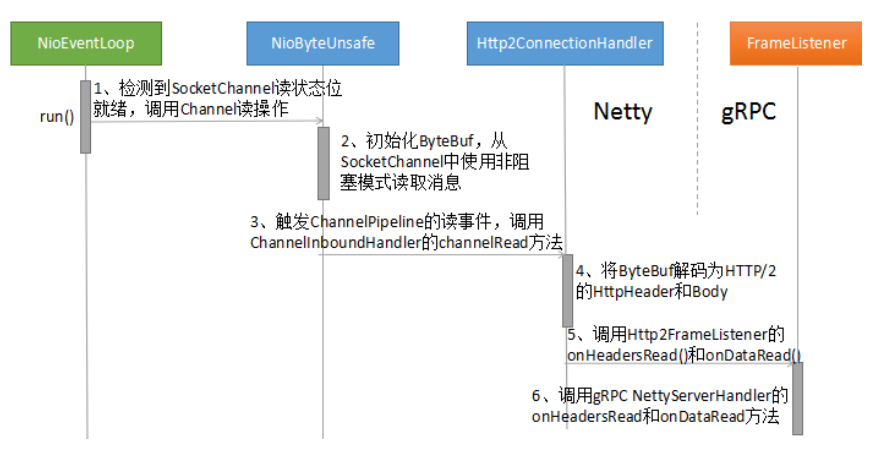 NioEventLoop
NioByteUnsafe
Http2ConnectionHandler
FrameListener
run()
1、检测到SocketChannel读状态位
就绪，调用Channel读操作
Netty
gRPC
2、初始化ByteBuf，从
SocketChannel中使用非阻
塞模式读取消息
3、触发ChannelPipeline的读事件，调用
ChannelInboundHandler的channelRead方法
4、将ByteBuf解码为HTTP/2
的HttpHeader和Body
5、调用Http2FrameListener的
onHeadersRead()和onDataRead()
6、调用gRPC NettyServerHandler的
onHeadersRead和onDataRead方法